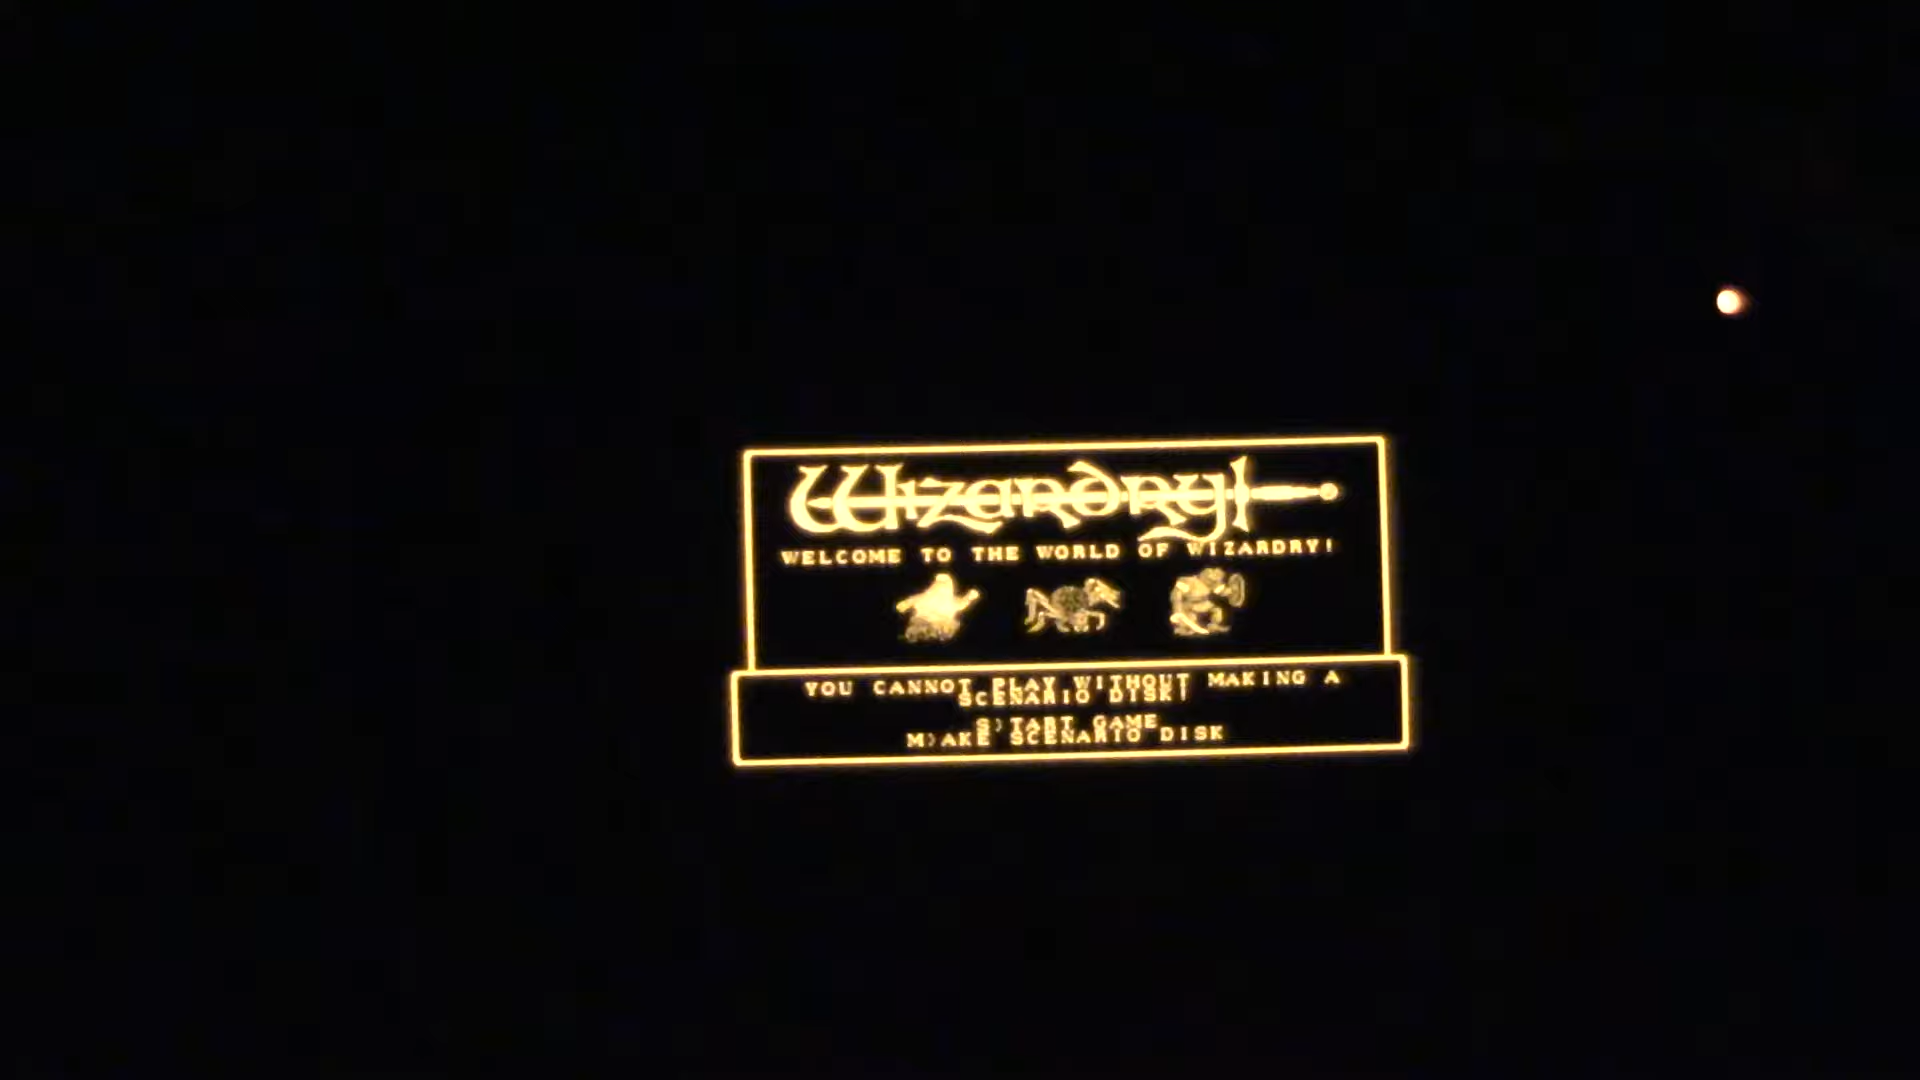 Wizardry
WELCOME TO THE WORLD OF WIZARDRY!
YOU CANNOT PLAY WITHOUT MAKING A
SCENARIO DISK!
S)TART GAME
M)AKE SCENARIO DISK